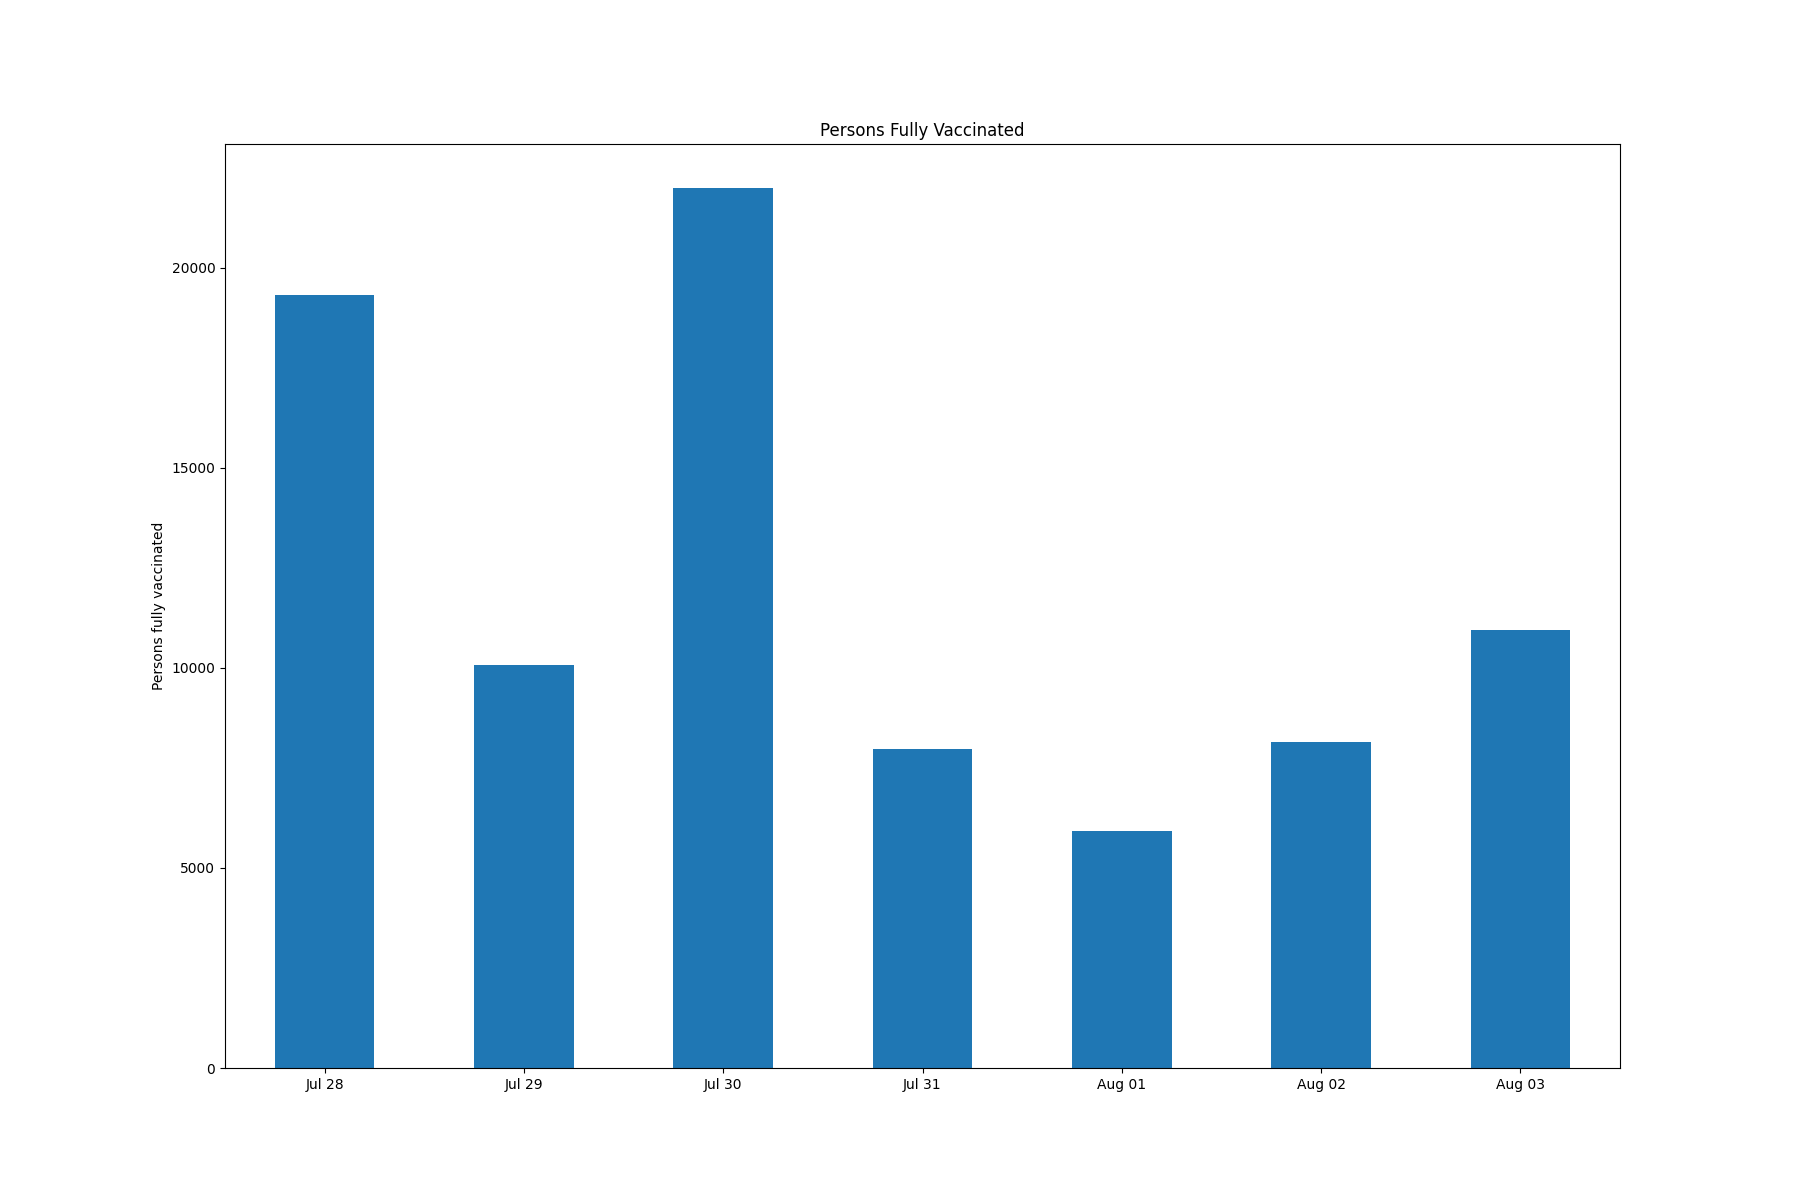 Persons Fully Vaccinated
Persons fully vaccinated
20000
15000
10000
5000
0
Jul 28 Jul 29 Jul 30 Jul 31 Aug 01 Aug 02 Aug 03